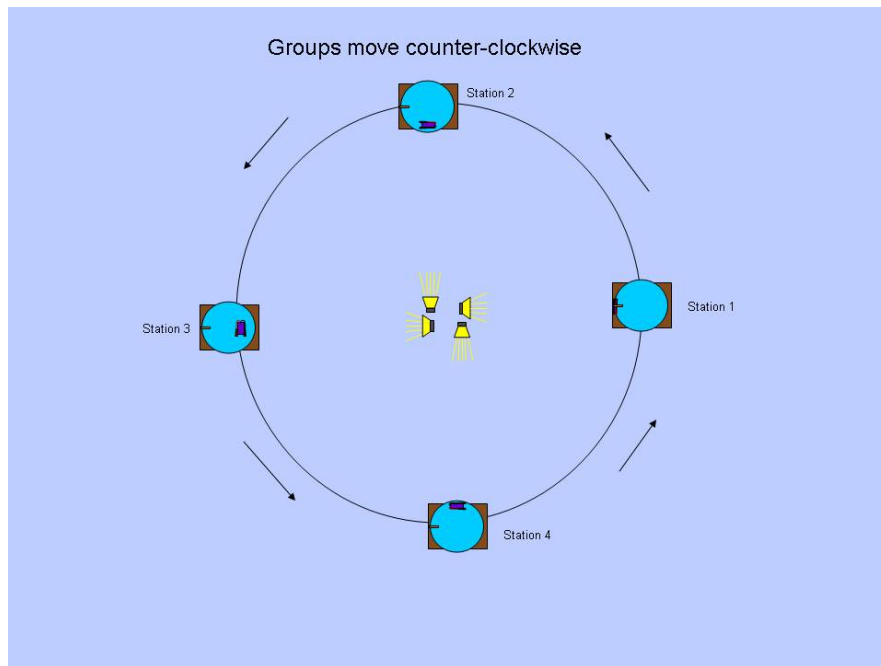 Groups move counter-clockwise
Station 2
Station 1
Station 3
Station 4